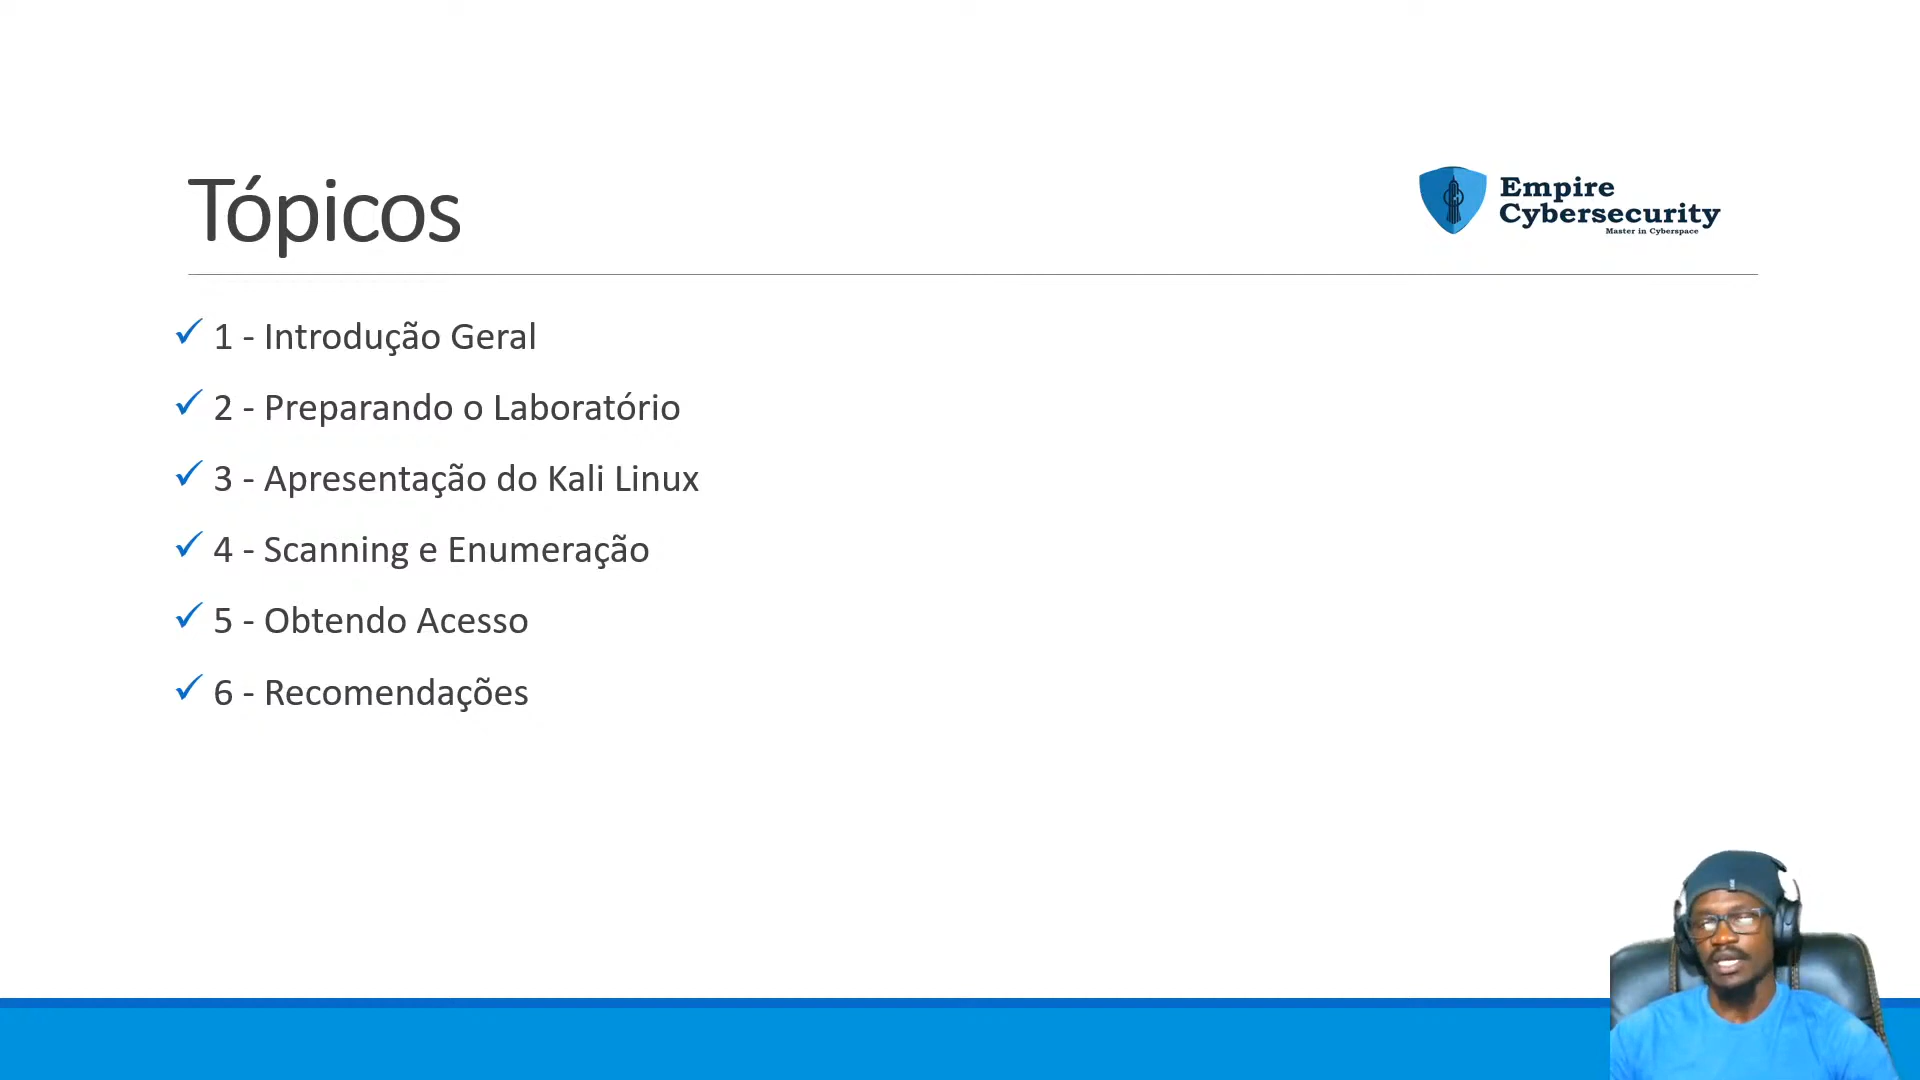 Tópicos
Empire
Cybersecurity
Master in Cyberspace
✓ 1 - Introdução Geral
✓ 2 - Preparando o Laboratório
✓ 3 - Apresentação do Kali Linux
✓ 4 - Scanning e Enumeração
✓ 5 - Obtendo Acesso
✓ 6 - Recomendações